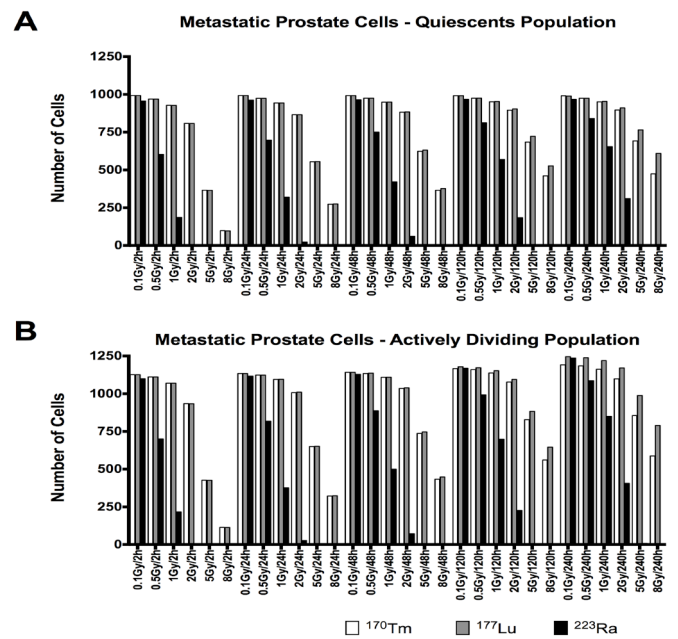 A
Metastatic Prostate Cells - Quiescents Population
Number of Cells
1250
1000
750
500
250
0
0.1Gy/2h
0.5Gy/2h
1Gy/2h
2Gy/2h
5Gy/2h
8Gy/2h
0.1Gy/24h
0.5Gy/24h
1Gy/24h
2Gy/24h
5Gy/24h
8Gy/24h
0.1Gy/48h
0.5Gy/48h
1Gy/48h
2Gy/48h
5Gy/48h
8Gy/48h
0.1Gy/120h
0.5Gy/120h
1Gy/120h
2Gy/120h
5Gy/120h
8Gy/120h
0.1Gy/240h
0.5Gy/240h
1Gy/240h
2Gy/240h
5Gy/240h
8Gy/240h
B
Metastatic Prostate Cells - Actively Dividing Population
Number of Cells
1250
1000
750
500
250
0
0.1Gy/2h
0.5Gy/2h
1Gy/2h
2Gy/2h
5Gy/2h
8Gy/2h
0.1Gy/24h
0.5Gy/24h
1Gy/24h
2Gy/24h
5Gy/24h
8Gy/24h
0.1Gy/48h
0.5Gy/48h
1Gy/48h
2Gy/48h
5Gy/48h
8Gy/48h
0.1Gy/120h
0.5Gy/120h
1Gy/120h
2Gy/120h
5Gy/120h
8Gy/120h
0.1Gy/240h
0.5Gy/240h
1Gy/240h
2Gy/240h
5Gy/240h
8Gy/240h
¹⁷⁰Tm ¹⁷⁷Lu ²²³Ra